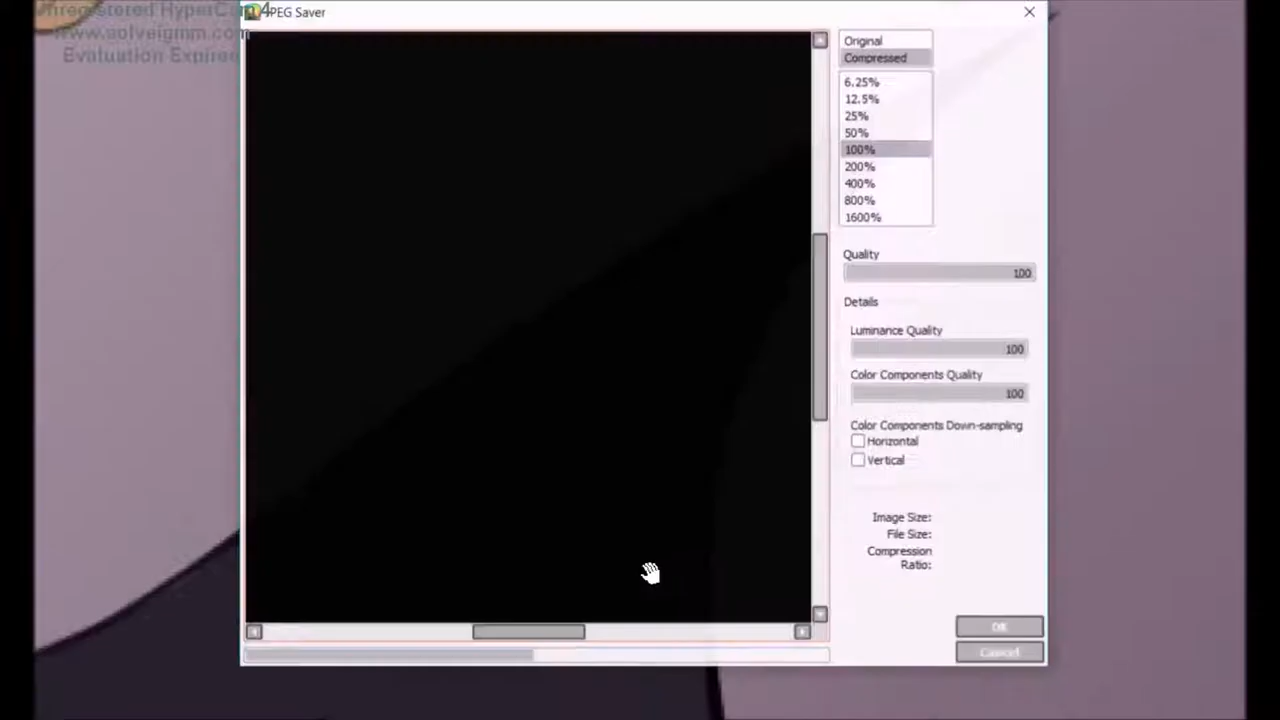 Unregistered HyperCam 4
www.solveigmm.com
Evaluation Expired
JPEG Saver
Original
Compressed
6.25%
12.5%
25%
50%
100%
200%
400%
800%
1600%
Quality
100
Details
Luminance Quality
100
Color Components Quality
100
Color Components Down-sampling
Horizontal
Vertical
Image Size:
File Size:
Compression
Ratio:
OK
Cancel